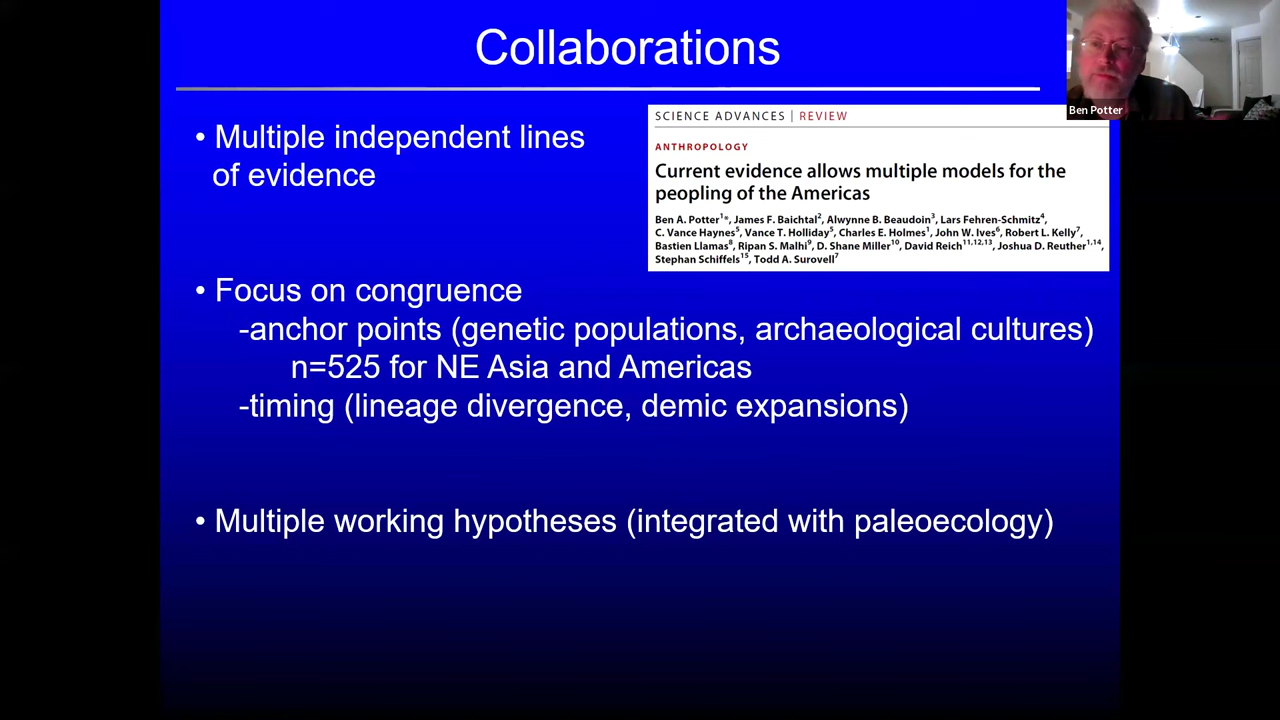 Collaborations
Ben Potter
• Multiple independent lines
of evidence
SCIENCE ADVANCES | REVIEW
ANTHROPOLOGY
Current evidence allows multiple models for the
peopling of the Americas
Ben A. Potter¹*, James F. Baichtal², Alwynne B. Beaudoin³, Lars Fehren-Schmitz⁴,
C. Vance Haynes⁵, Vance T. Holliday⁵, Charles E. Holmes¹, John W. Ives⁶, Robert L. Kelly⁷,
Bastien Llamas⁸, Ripan S. Malhi⁹, D. Shane Miller¹⁰, David Reich¹¹,¹²,¹³, Joshua D. Reuther¹,¹⁴,
Stephan Schiffels¹⁵, Todd A. Surovell⁷
• Focus on congruence
-anchor points (genetic populations, archaeological cultures)
n=525 for NE Asia and Americas
-timing (lineage divergence, demic expansions)
• Multiple working hypotheses (integrated with paleoecology)